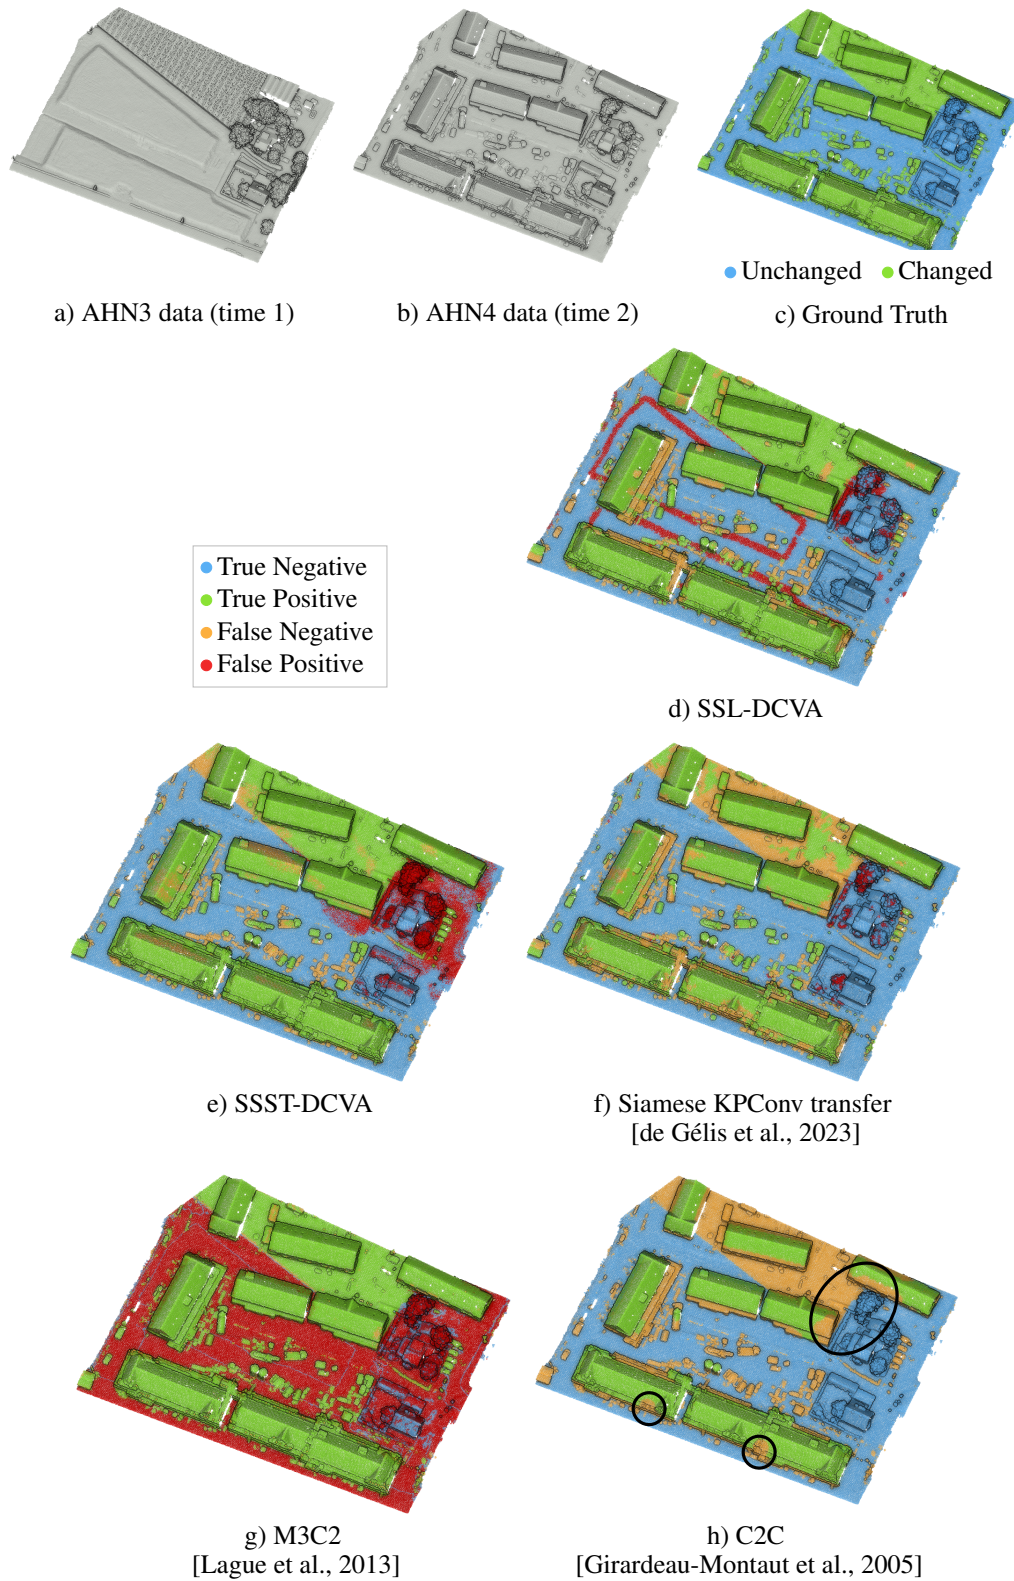 a) AHN3 data (time 1)
b) AHN4 data (time 2)
Unchanged
Changed
c) Ground Truth
True Negative
True Positive
False Negative
False Positive
d) SSL-DCVA
e) SSST-DCVA
f) Siamese KPConv transfer
[de Gélis et al., 2023]
g) M3C2
[Lague et al., 2013]
h) C2C
[Girardeau-Montaut et al., 2005]